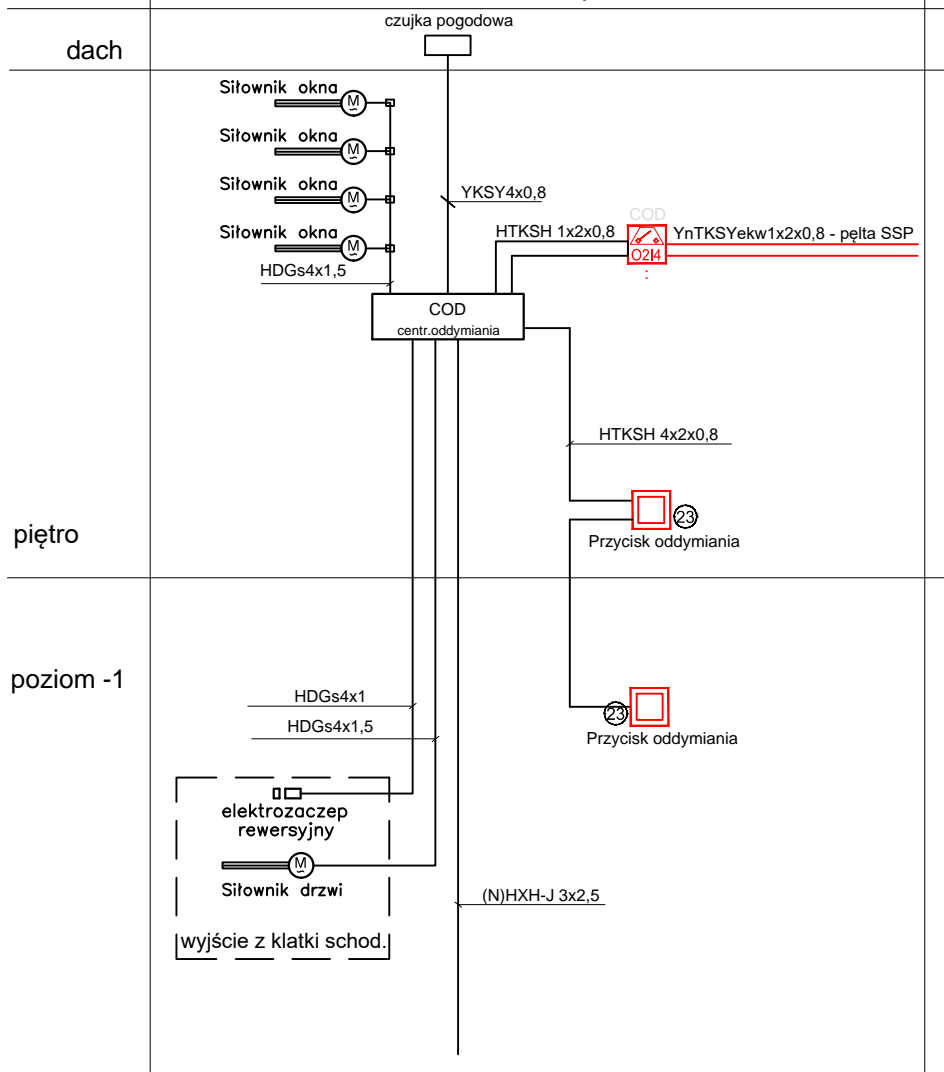 czujka pogodowa
dach
Siłownik okna
M
~
Siłownik okna
M
~
Siłownik okna
M
~
Siłownik okna
M
~
YKSY4x0,8
COD
HTKSH 1x2x0,8
YnTKSYekw1x2x0,8 - pęlta SSP
O2I4
:
HDGs4x1,5
COD
centr.oddymiania
HTKSH 4x2x0,8
23
Przycisk oddymiania
piętro
poziom -1
HDGs4x1
HDGs4x1,5
23
Przycisk oddymiania
elektrozaczep
rewersyjny
M
~
Siłownik drzwi
(N)HXH-J 3x2,5
wyjście z klatki schod.